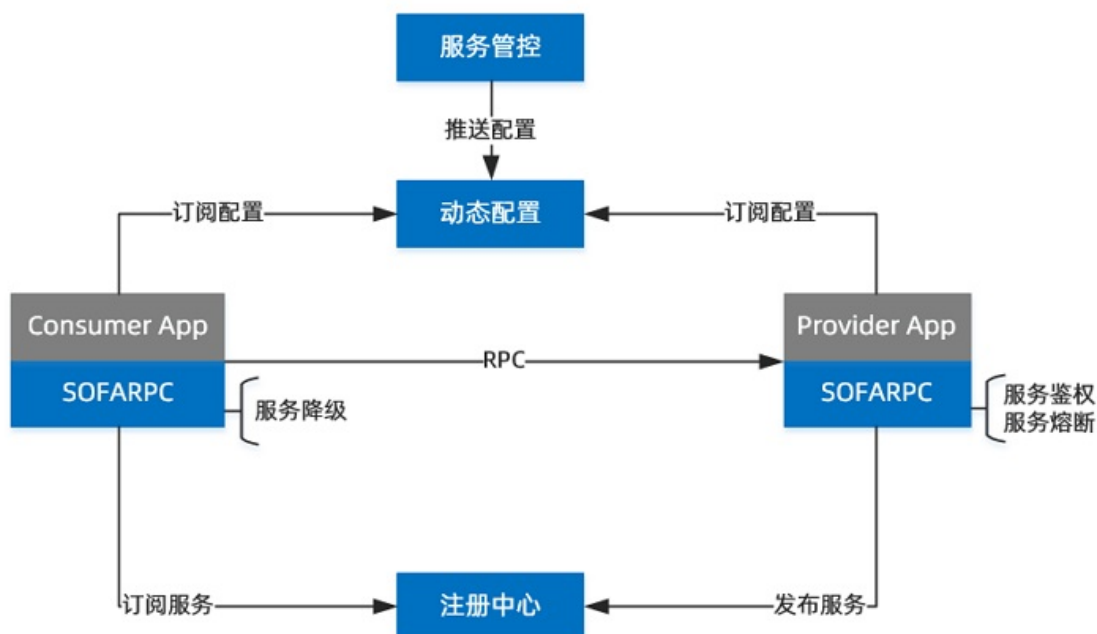 服务管控
推送配置
订阅配置
动态配置
订阅配置
Consumer App
Provider App
RPC
SOFARPC
服务降级
SOFARPC
服务鉴权
服务熔断
订阅服务
注册中心
发布服务